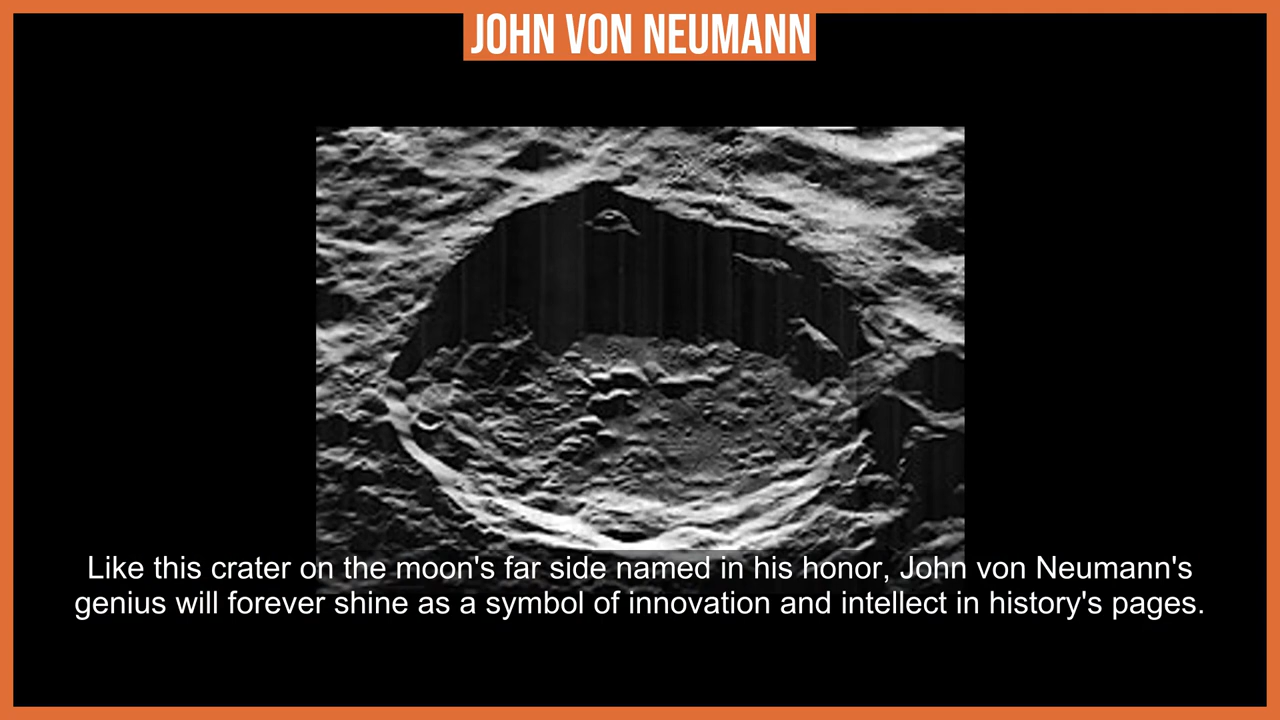 JOHN VON NEUMANN
Like this crater on the moon's far side named in his honor, John von Neumann's
genius will forever shine as a symbol of innovation and intellect in history's pages.